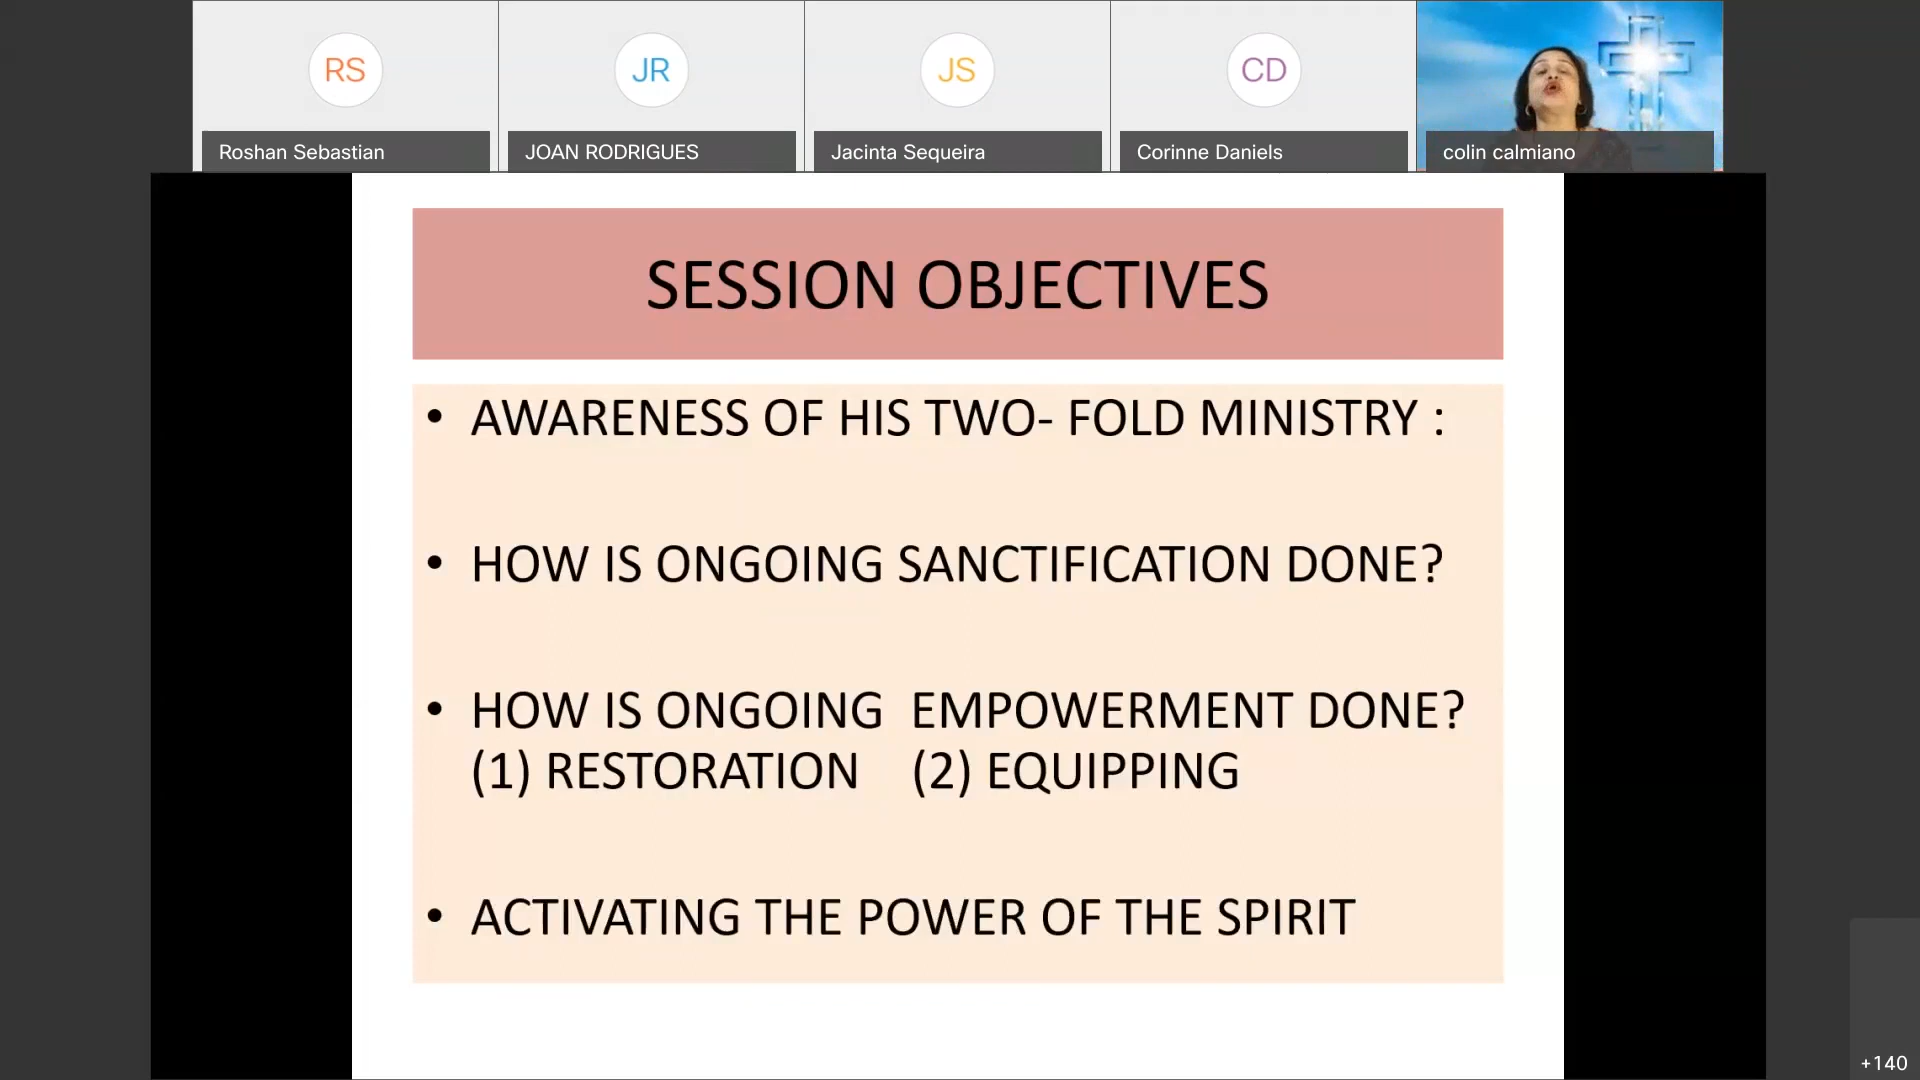 RS
JR
JS
CD
Roshan Sebastian
JOAN RODRIGUES
Jacinta Sequeira
Corinne Daniels
colin calmiano
SESSION OBJECTIVES
• AWARENESS OF HIS TWO- FOLD MINISTRY :
• HOW IS ONGOING SANCTIFICATION DONE?
• HOW IS ONGOING  EMPOWERMENT DONE?
(1) RESTORATION    (2) EQUIPPING
• ACTIVATING THE POWER OF THE SPIRIT
+140